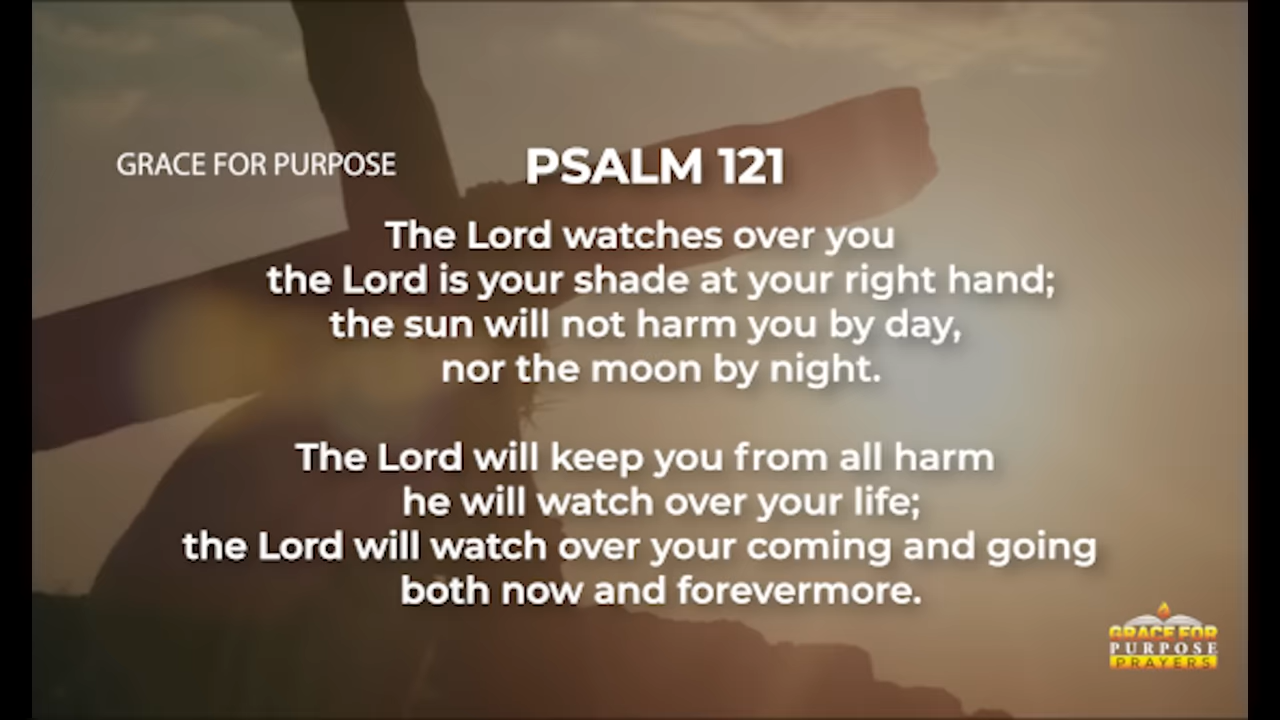 GRACE FOR PURPOSE
PSALM 121
The Lord watches over you
the Lord is your shade at your right hand;
the sun will not harm you by day,
nor the moon by night.
The Lord will keep you from all harm
he will watch over your life;
the Lord will watch over your coming and going
both now and forevermore.
GRACE FOR
PURPOSE
PRAYERS